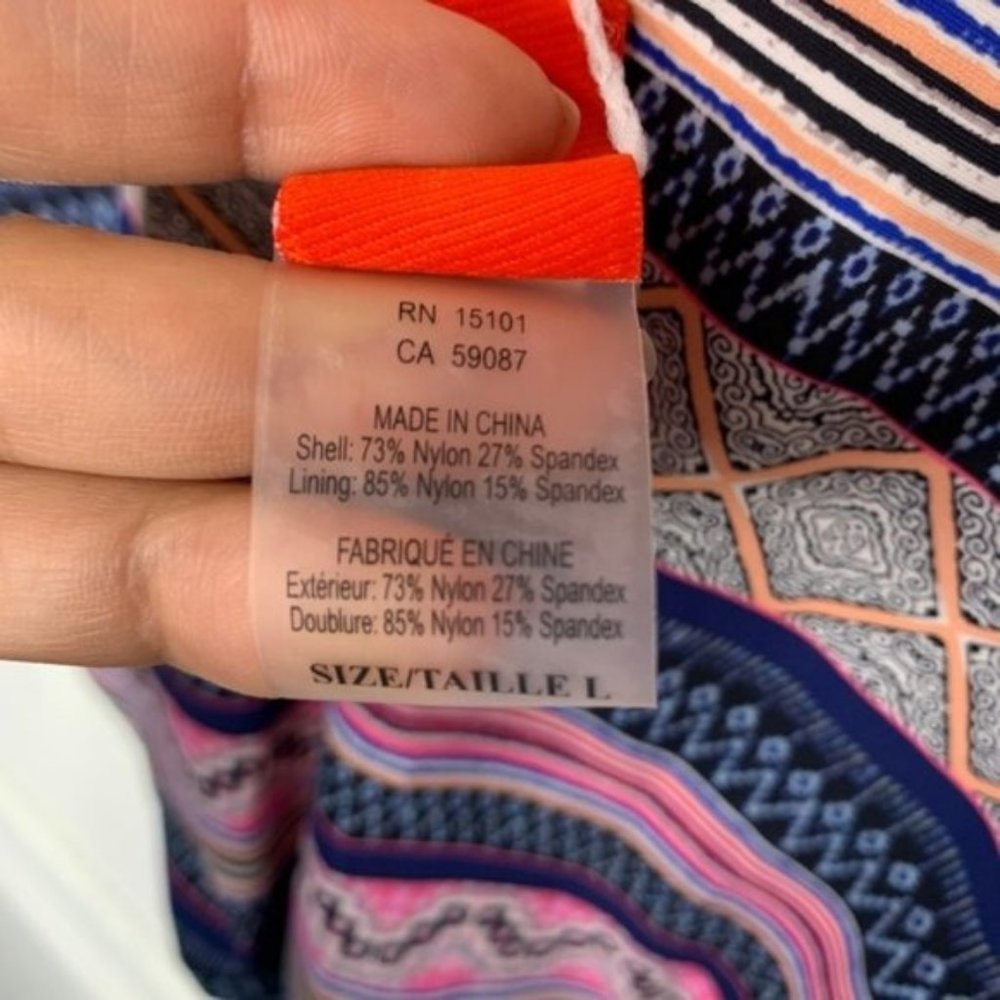 RN 15101
CA 59087
MADE IN CHINA
Shell: 73% Nylon 27% Spandex
Lining: 85% Nylon 15% Spandex
FABRIQUÉ EN CHINE
Extérieur: 73% Nylon 27% Spandex
Doublure: 85% Nylon 15% Spandex
SIZE/TAILLE L